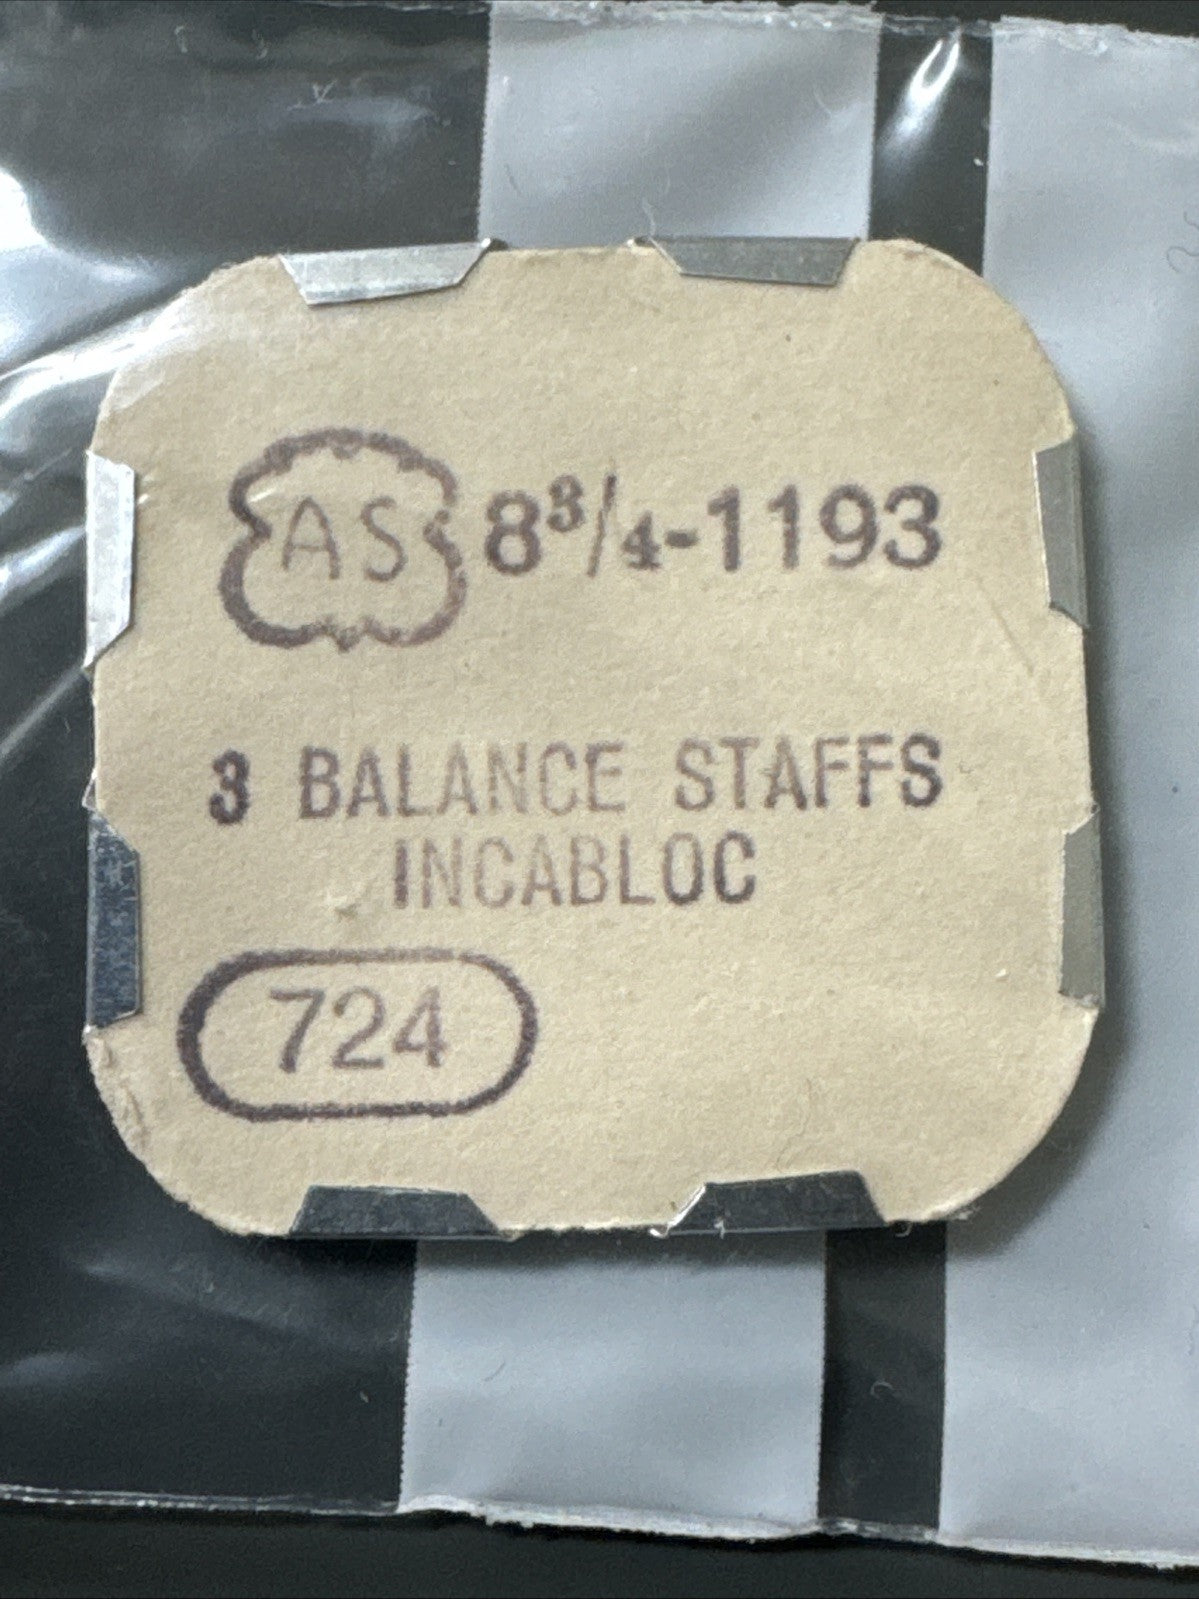 AS 8¾-1193
3 BALANCE STAFFS
INCABLOC
724